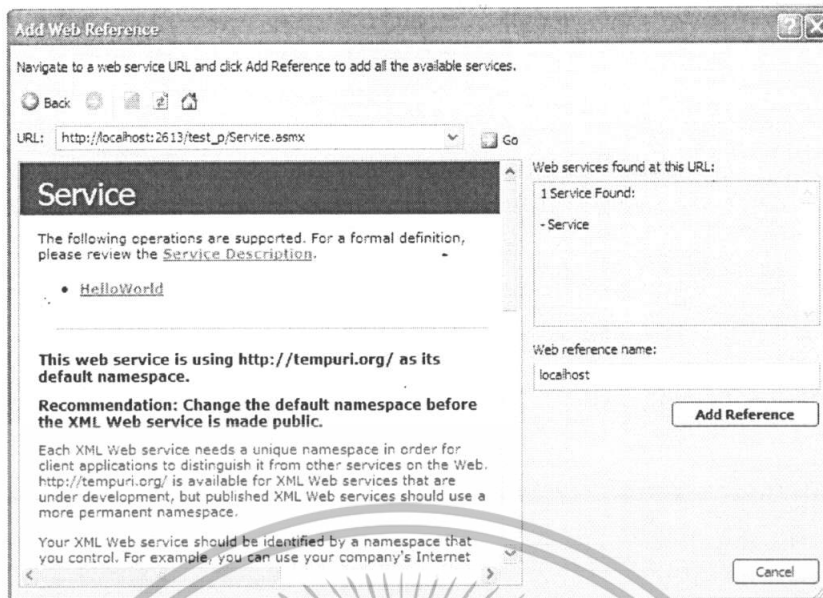 Add Web Reference
Navigate to a web service URL and click Add Reference to add all the available services.
Back
URL: http://localhost:2613/test_p/Service.asmx Go
Service
The following operations are supported. For a formal definition,
please review the Service Description.
• HelloWorld
This web service is using http://tempuri.org/ as its
default namespace.
Recommendation: Change the default namespace before
the XML Web service is made public.
Each XML Web service needs a unique namespace in order for
client applications to distinguish it from other services on the Web.
http://tempuri.org/ is available for XML Web services that are
under development, but published XML Web services should use a
more permanent namespace.
Your XML Web service should be identified by a namespace that
you control. For example, you can use your company's Internet
Web services found at this URL:
1 Service Found:
- Service
Web reference name:
localhost
Add Reference
Cancel